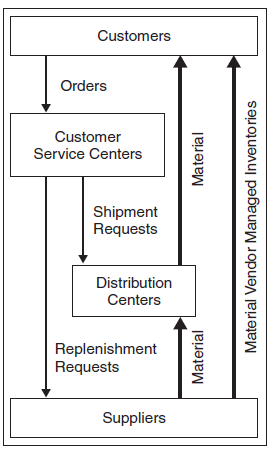 Customers
Orders
Customer
Service Centers
Material
Material Vendor Managed Inventories
Shipment
Requests
Distribution
Centers
Replenishment
Requests
Material
Suppliers